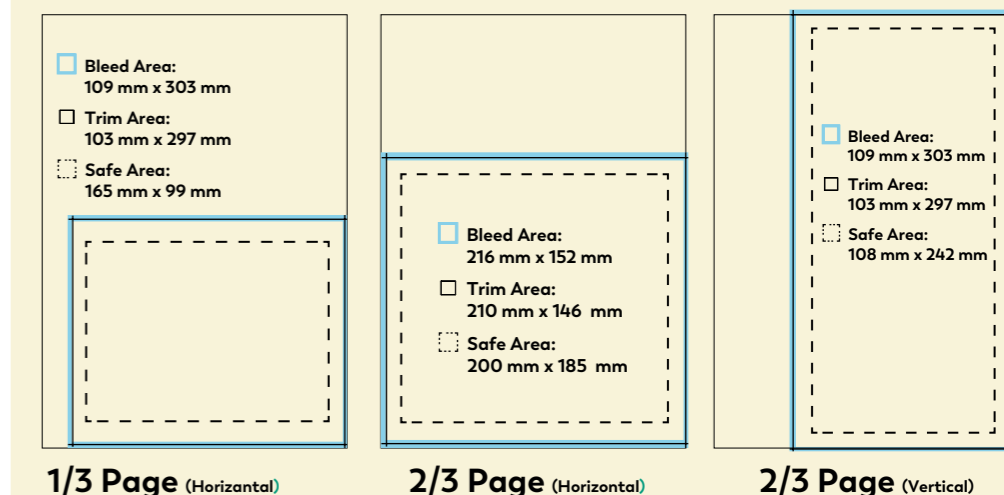 Bleed Area:
109 mm x 303 mm
Trim Area:
103 mm x 297 mm
Safe Area:
165 mm x 99 mm
1/3 Page (Horizantal)
Bleed Area:
216 mm x 152 mm
Trim Area:
210 mm x 146 mm
Safe Area:
200 mm x 185 mm
2/3 Page (Horizontal)
Bleed Area:
109 mm x 303 mm
Trim Area:
103 mm x 297 mm
Safe Area:
108 mm x 242 mm
2/3 Page (Vertical)